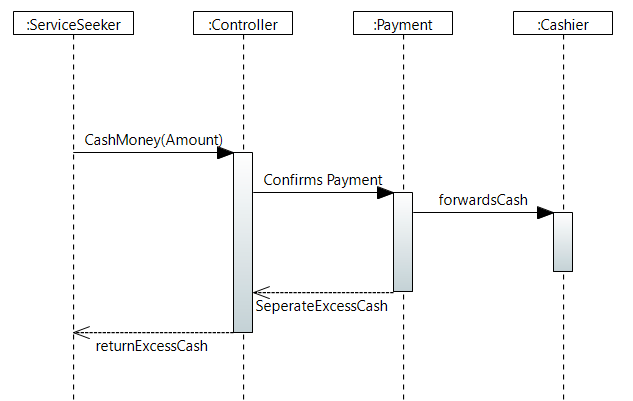 :ServiceSeeker
:Controller
:Payment
:Cashier
CashMoney(Amount)
Confirms Payment
forwardsCash
SeperateExcessCash
returnExcessCash